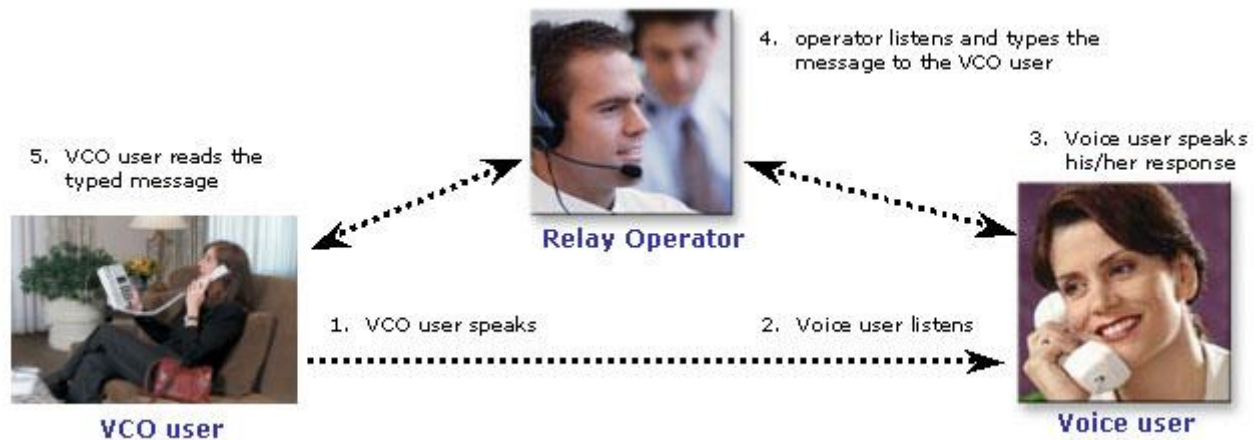 4. operator listens and types the
message to the VCO user
3. Voice user speaks
his/her response
5. VCO user reads the
typed message
Relay Operator
1. VCO user speaks
2. Voice user listens
VCO user
Voice user